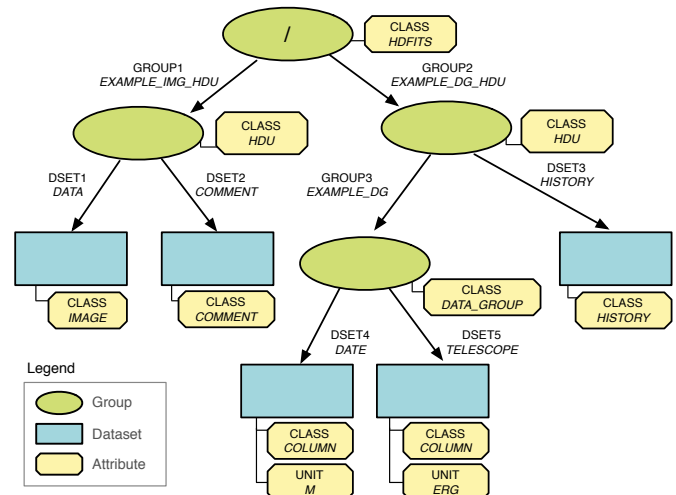 /
CLASS
HDFITS
GROUP1
EXAMPLE_IMG_HDU
GROUP2
EXAMPLE_DG_HDU
CLASS
HDU
CLASS
HDU
DSET1
DATA
DSET2
COMMENT
GROUP3
EXAMPLE_DG
DSET3
HISTORY
CLASS
IMAGE
CLASS
COMMENT
CLASS
DATA_GROUP
CLASS
HISTORY
DSET4
DATE
DSET5
TELESCOPE
Legend
Group
Dataset
Attribute
CLASS
COLUMN
UNIT
M
CLASS
COLUMN
UNIT
ERG